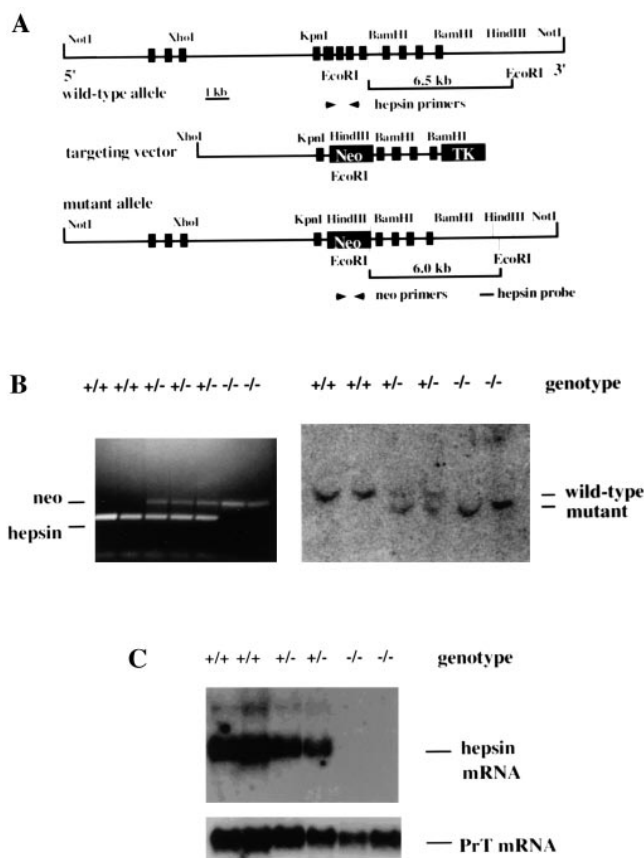 A
NotI XhoI KpnI BamHI BamHI HindIII NotI
5' EcoRI 6.5 kb EcoRI 3'
wild-type allele 1 kb hepsin primers
XhoI KpnI HindIII BamHI BamHI
targeting vector Neo TK
EcoRI
mutant allele
NotI XhoI KpnI HindIII BamHI BamHI HindIII NotI
Neo
EcoRI 6.0 kb EcoRI
neo primers hepsin probe
B
+/+ +/+ +/- +/- +/- -/- -/- +/+ +/+ +/- +/- -/- -/- genotype
neo wild-type
hepsin mutant
C
+/+ +/+ +/- +/- -/- -/- genotype
hepsin
mRNA
PrT mRNA